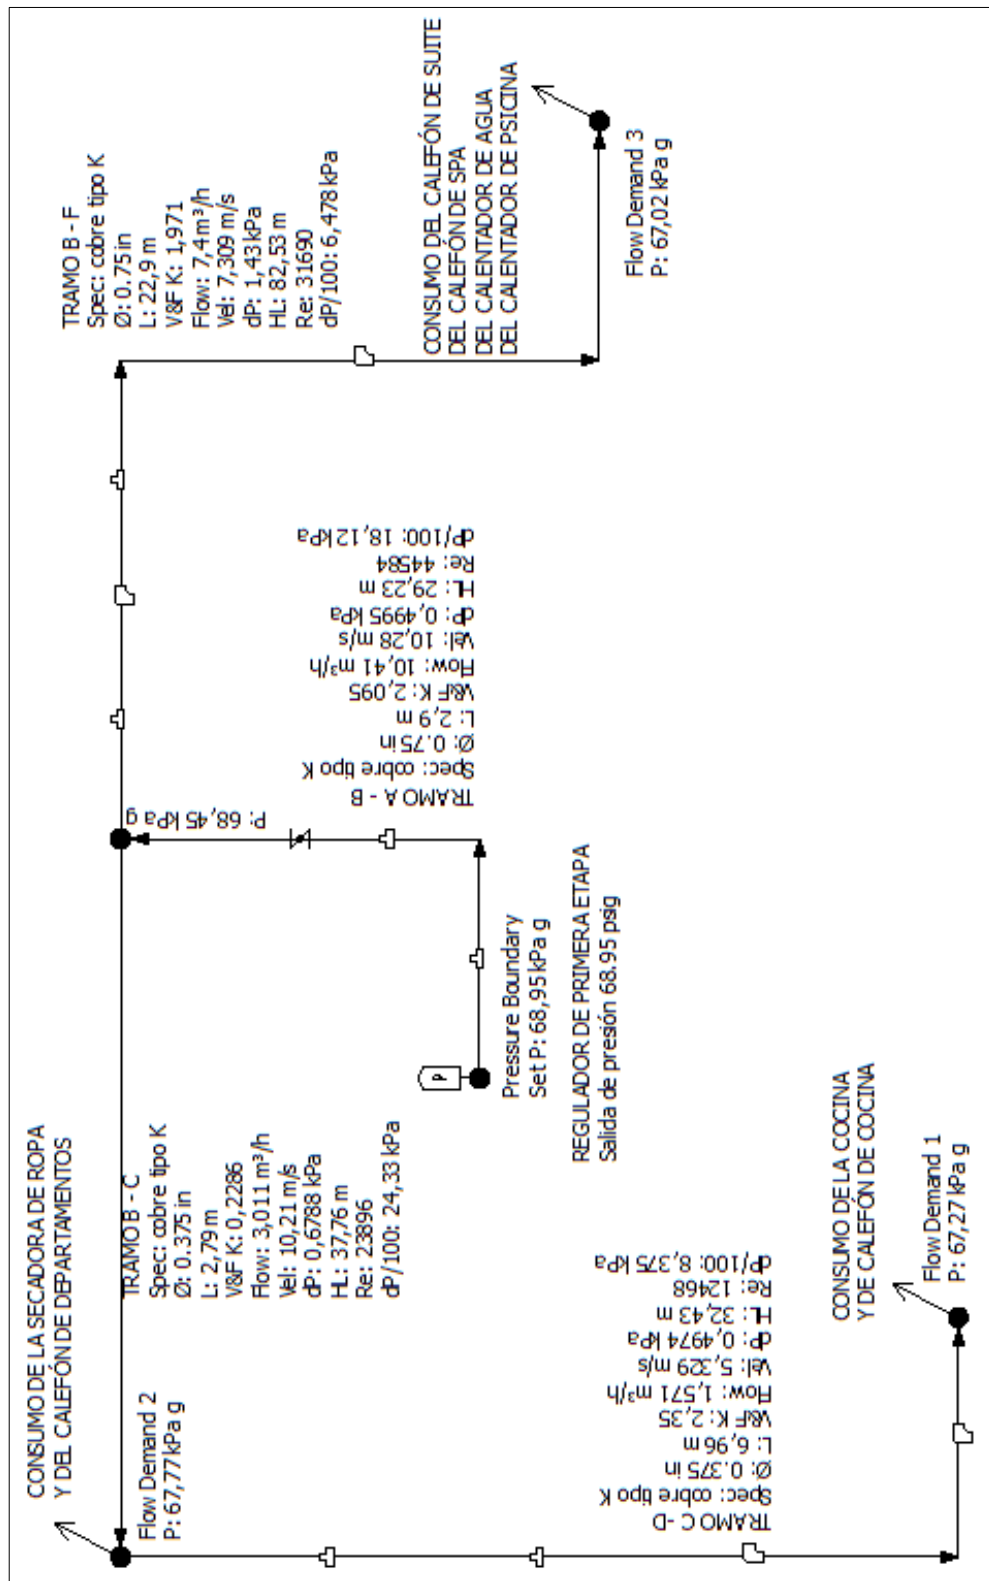 CONSUMO DE LA SECADORA DE ROPA
Y DEL CALEFÓN DE DEPARTAMENTOS
Flow Demand 2
P: 67,77 kPa g
TRAMO B - C
Spec: cobre tipo K
Ø: 0.375 in
L: 2,79 m
V&F K: 0,2286
Flow: 3,011 m³/h
Vel: 10,21 m/s
dP: 0,6788 kPa
HL: 37,76 m
Re: 23896
dP/100: 24,33 kPa
P: 68,45 kPa g
TRAMO A - B
Spec: cobre tipo K
Ø: 0.75 in
L: 2,9 m
V&F K: 2,095
Flow: 10,41 m³/h
Vel: 10,28 m/s
dP: 0,4995 kPa
HL: 29,23 m
Re: 44584
dP/100: 18,12 kPa
TRAMO B - F
Spec: cobre tipo K
Ø: 0.75 in
L: 22,9 m
V&F K: 1,971
Flow: 7,4 m³/h
Vel: 7,309 m/s
dP: 1,43 kPa
HL: 82,53 m
Re: 31690
dP/100: 6,478 kPa
CONSUMO DEL CALEFÓN DE SUITE
DEL CALEFÓN DE SPA
DEL CALENTADOR DE AGUA
DEL CALENTADOR DE PSICINA
Flow Demand 3
P: 67,02 kPa g
P
Pressure Boundary
Set P: 68,95 kPa g
REGULADOR DE PRIMERA ETAPA
Salida de presión 68.95 psig
TRAMO C - D
Spec: cobre tipo K
Ø: 0.375 in
L: 6,96 m
V&F K: 2,35
Flow: 1,571 m³/h
Vel: 5,329 m/s
dP: 0,4974 kPa
HL: 32,43 m
Re: 12468
dP/100: 8,375 kPa
CONSUMO DE LA COCINA
Y DE CALEFÓN DE COCINA
Flow Demand 1
P: 67,27 kPa g